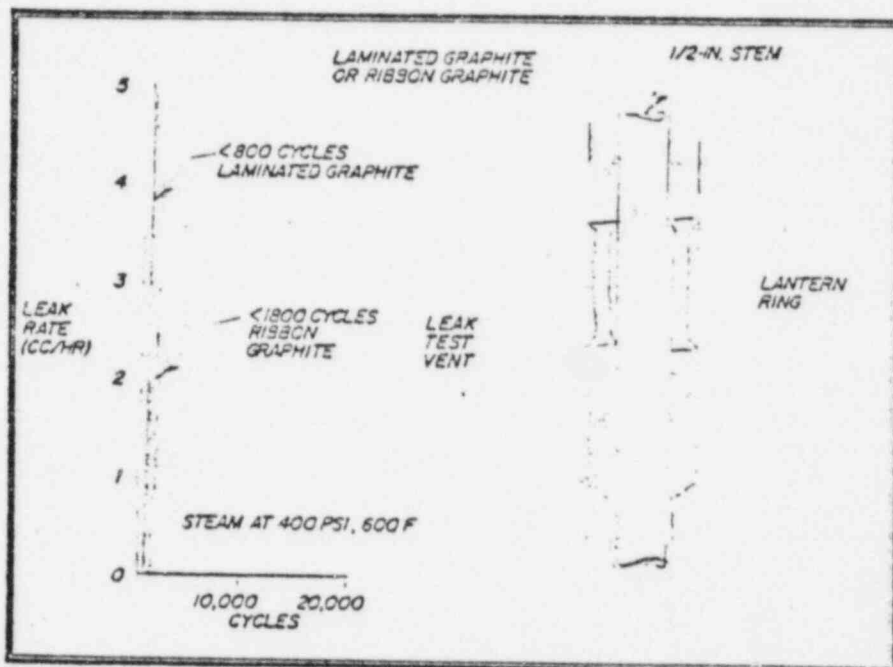 LAMINATED GRAPHITE
OR RIBBON GRAPHITE
1/2-IN. STEM
5
<800 CYCLES
LAMINATED GRAPHITE
4
3
LEAK
RATE
(CC/HR)
<1800 CYCLES
RIBBON
GRAPHITE
LEAK
TEST
VENT
LANTERN
RING
2
1
STEAM AT 400 PSI, 600 F
0
10,000
20,000
CYCLES